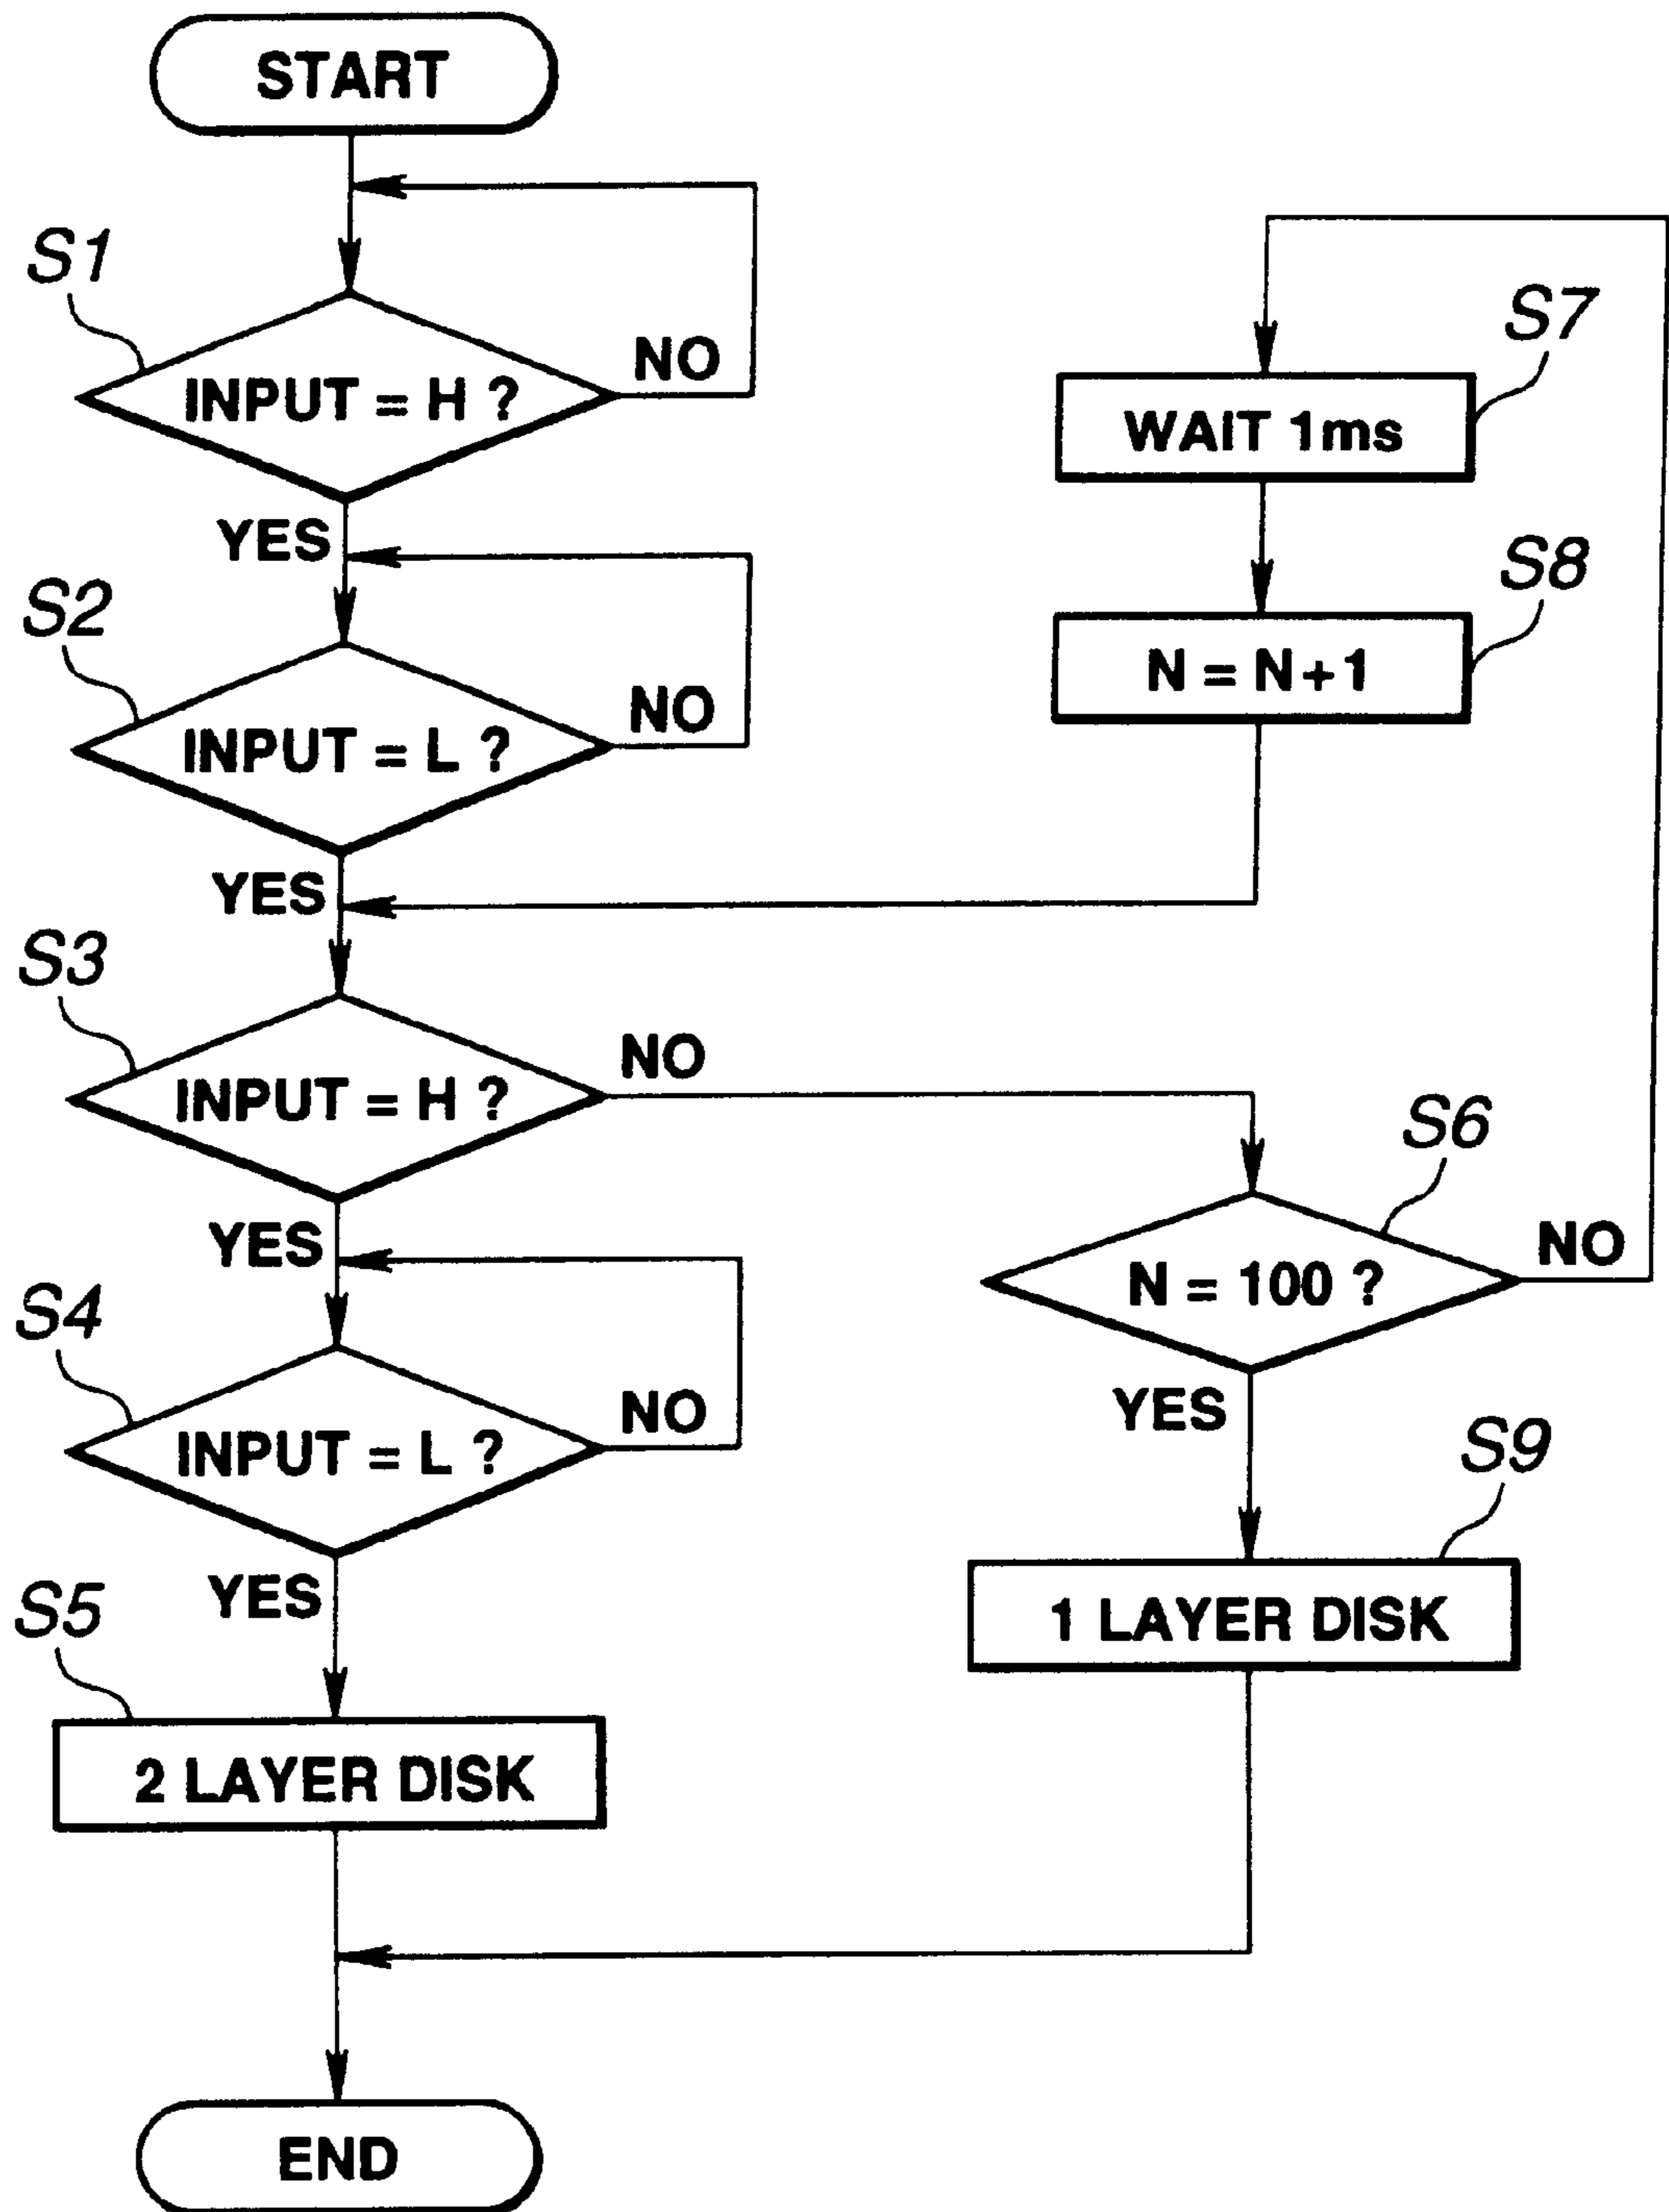 START
S1
INPUT = H ?
NO
YES
S2
INPUT = L ?
NO
YES
S3
INPUT = H ?
NO
YES
S4
INPUT = L ?
NO
YES
S5
2 LAYER DISK
END
S6
N = 100 ?
NO
YES
S7
WAIT 1ms
S8
N = N+1
S9
1 LAYER DISK